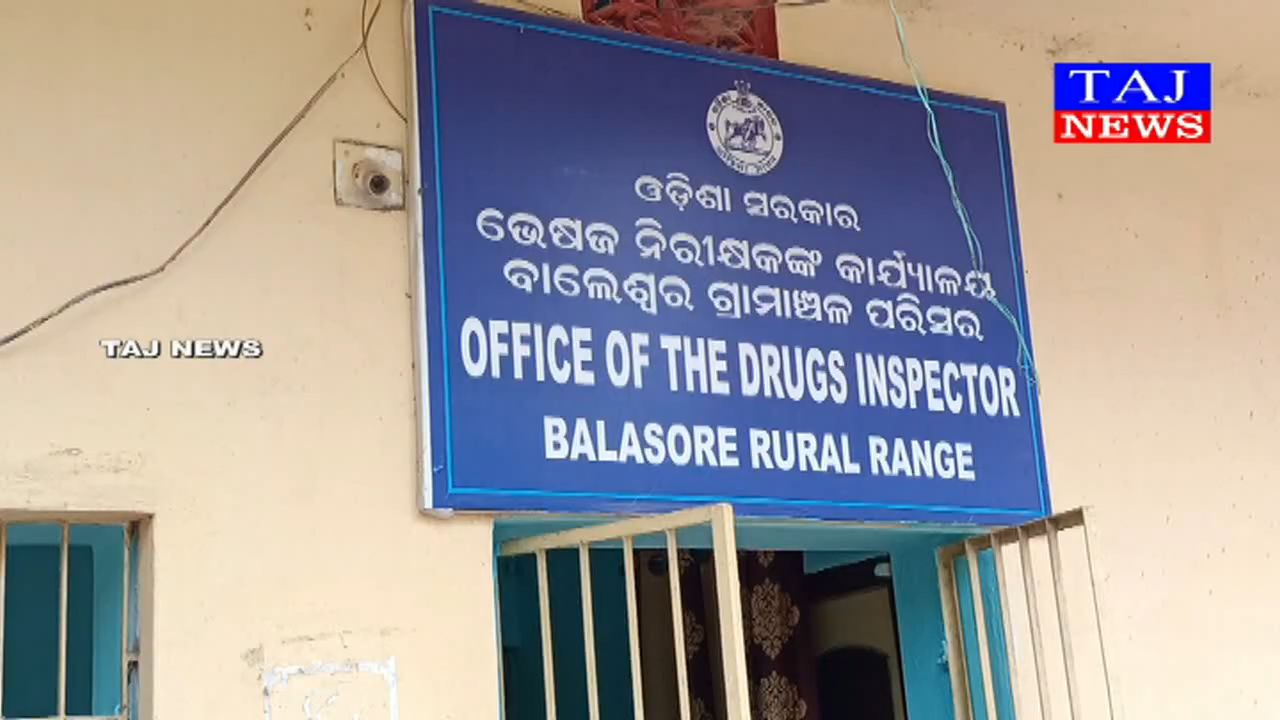 TAJ
NEWS
ଓଡ଼ିଶା ସରକାର
ଭେଷଜ ନିରୀକ୍ଷକଙ୍କ କାର୍ଯ୍ୟାଳୟ
ବାଲେଶ୍ୱର ଗ୍ରାମାଞ୍ଚଳ ପରିସର
OFFICE OF THE DRUGS INSPECTOR
BALASORE RURAL RANGE
TAJ NEWS